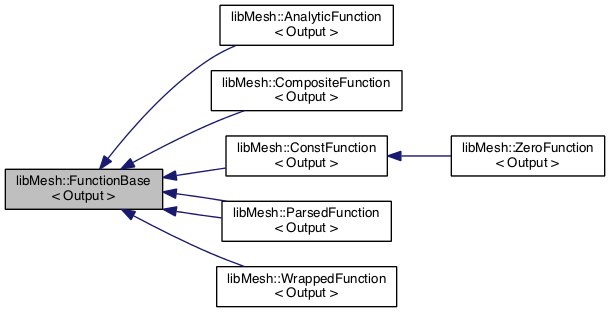 libMesh::AnalyticFunction
< Output >
libMesh::CompositeFunction
< Output >
libMesh::ConstFunction
< Output >
libMesh::ZeroFunction
< Output >
libMesh::FunctionBase
< Output >
libMesh::ParsedFunction
< Output >
libMesh::WrappedFunction
< Output >